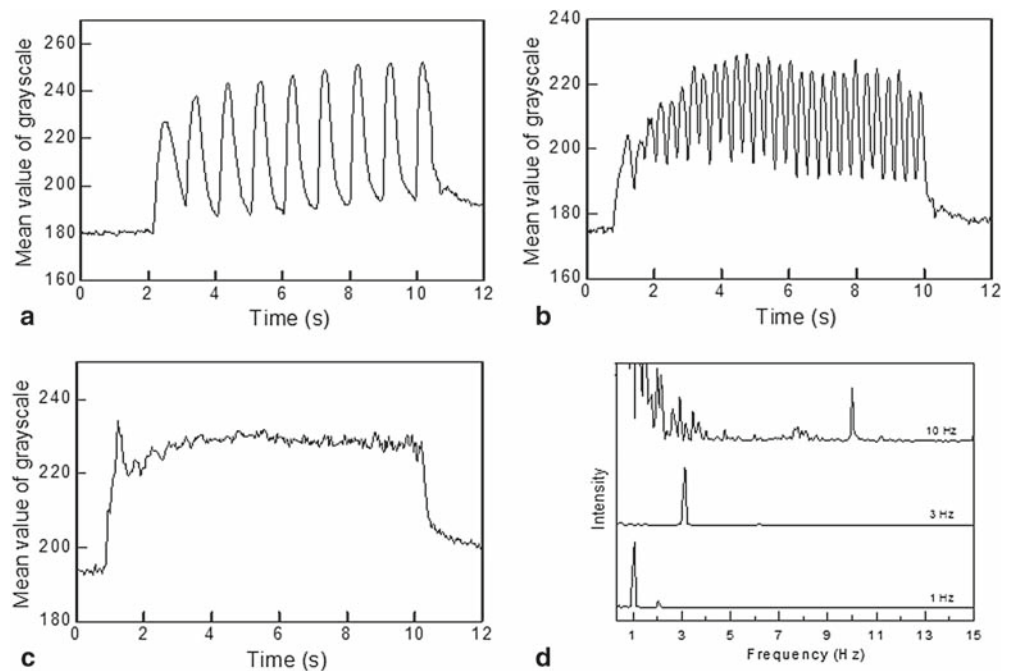 Mean value of grayscale
260
240
220
200
180
160
0 2 4 6 8 10 12
Time (s)
a
Mean value of grayscale
240
220
200
180
160
0 2 4 6 8 10 12
Time (s)
b
Mean value of grayscale
240
220
200
180
0 2 4 6 8 10 12
Time (s)
c
Intensity
10 Hz
3 Hz
1 Hz
1 3 5 7 9 11 13 15
Frequency (Hz)
d